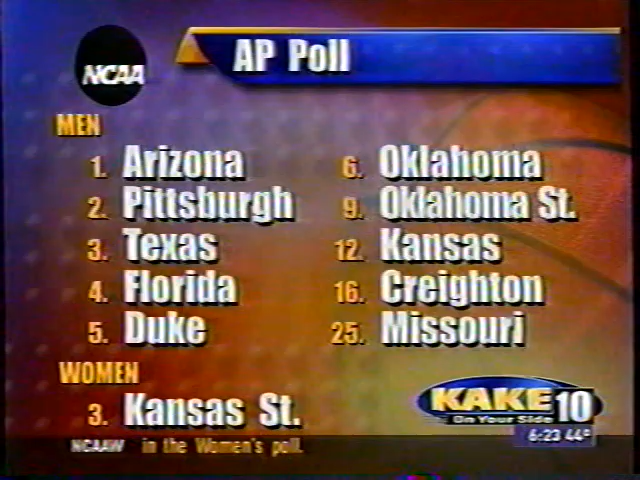 NCAA
AP Poll
MEN
1. Arizona
2. Pittsburgh
3. Texas
4. Florida
5. Duke
6. Oklahoma
9. Oklahoma St.
12. Kansas
16. Creighton
25. Missouri
WOMEN
3. Kansas St.
KAKE 10
On Your Side
6:23 44°
NCAAW in the Women's poll.